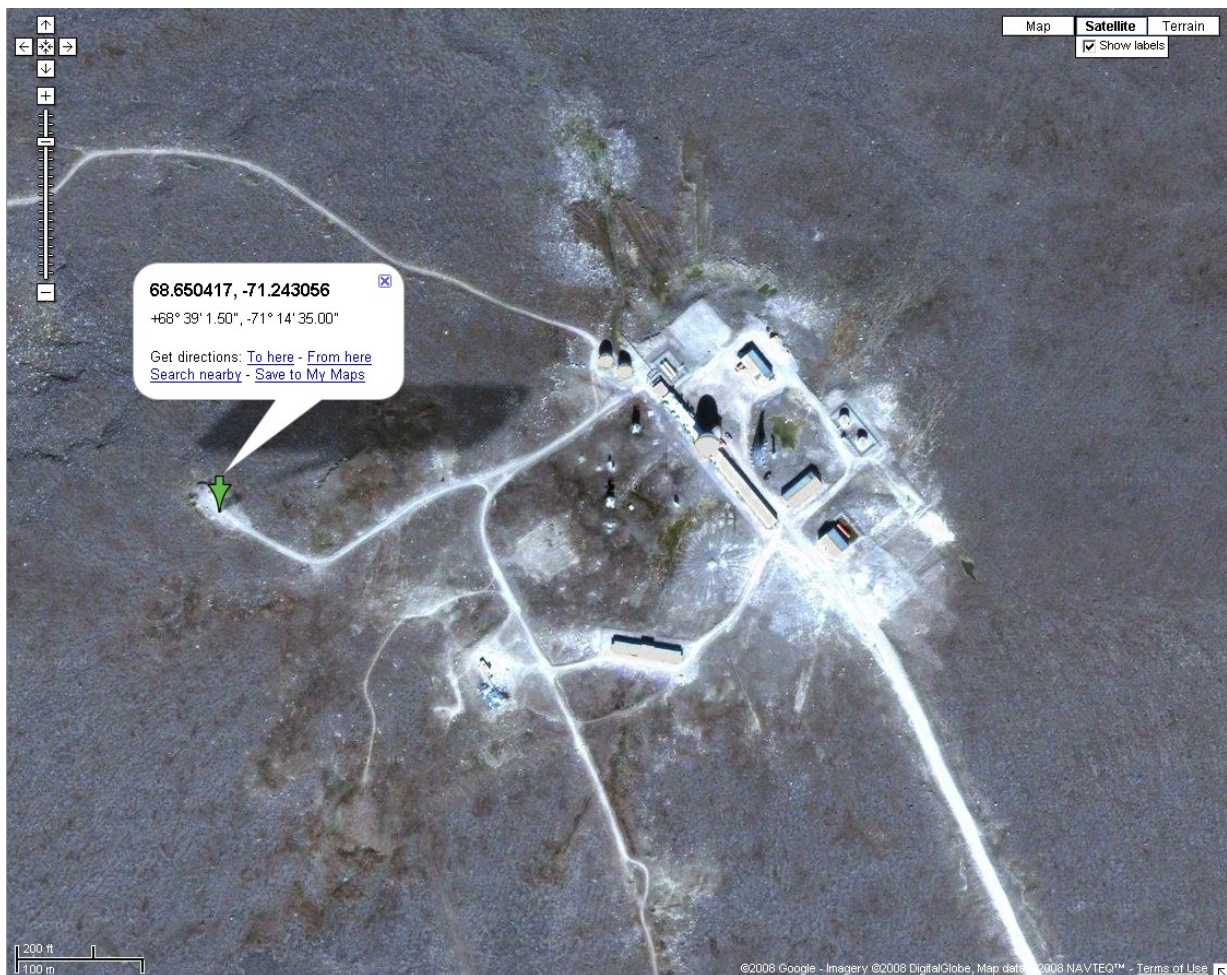 Map Satellite Terrain
Show labels
68.650417, -71.243056
+68° 39' 1.50", -71° 14' 35.00"
Get directions: To here - From here
Search nearby - Save to My Maps
200 ft
100 m
©2008 Google - Imagery ©2008 DigitalGlobe, Map data ©2008 NAVTEQ™ - Terms of Use